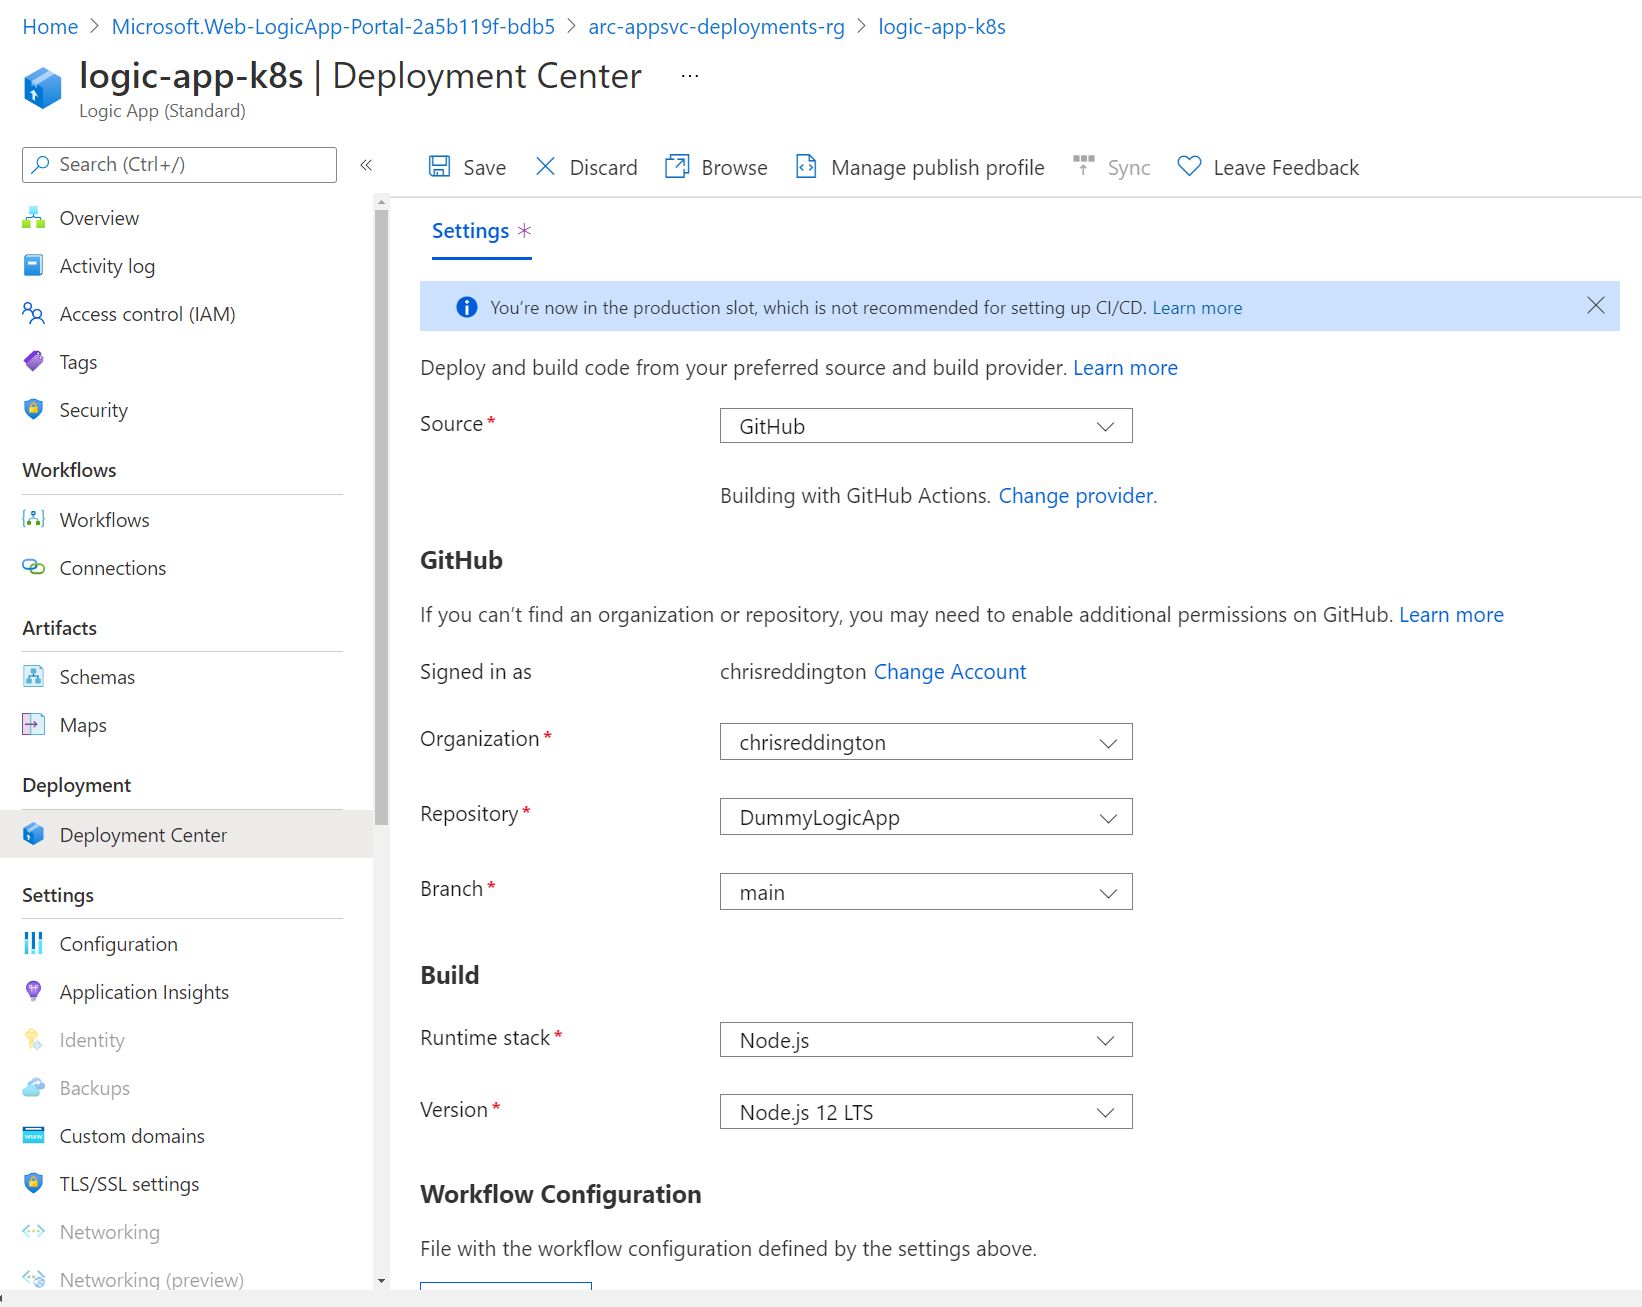 Home > Microsoft.Web-LogicApp-Portal-2a5b119f-bdb5 > arc-appsvc-deployments-rg > logic-app-k8s
logic-app-k8s | Deployment Center ...
Logic App (Standard)
Search (Ctrl+/)
«
Save
Discard
Browse
Manage publish profile
Sync
Leave Feedback
Overview
Activity log
Access control (IAM)
Tags
Security
Workflows
Workflows
Connections
Artifacts
Schemas
Maps
Deployment
Deployment Center
Settings
Configuration
Application Insights
Identity
Backups
Custom domains
TLS/SSL settings
Networking
Networking (preview)
Settings *
You're now in the production slot, which is not recommended for setting up CI/CD. Learn more
Deploy and build code from your preferred source and build provider. Learn more
Source * GitHub
Building with GitHub Actions. Change provider.
GitHub
If you can't find an organization or repository, you may need to enable additional permissions on GitHub. Learn more
Signed in as chrisreddington Change Account
Organization * chrisreddington
Repository * DummyLogicApp
Branch * main
Build
Runtime stack * Node.js
Version * Node.js 12 LTS
Workflow Configuration
File with the workflow configuration defined by the settings above.